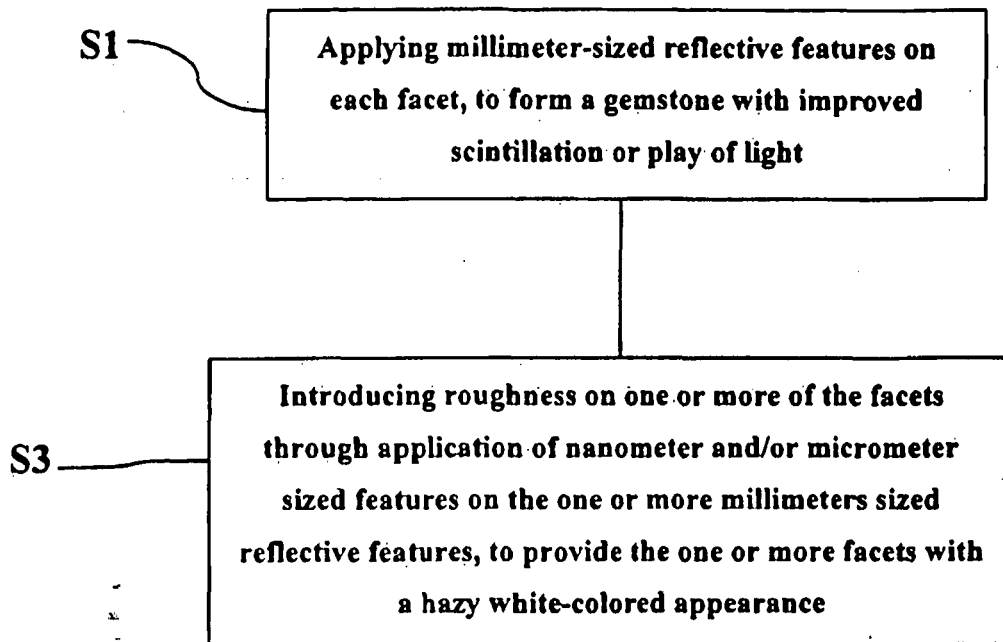 S1
Applying millimeter-sized reflective features on
each facet, to form a gemstone with improved
scintillation or play of light
Introducing roughness on one or more of the facets
through application of nanometer and/or micrometer
S3
sized features on the one or more millimeters sized
reflective features, to provide the one or more facets with
a hazy white-colored appearance